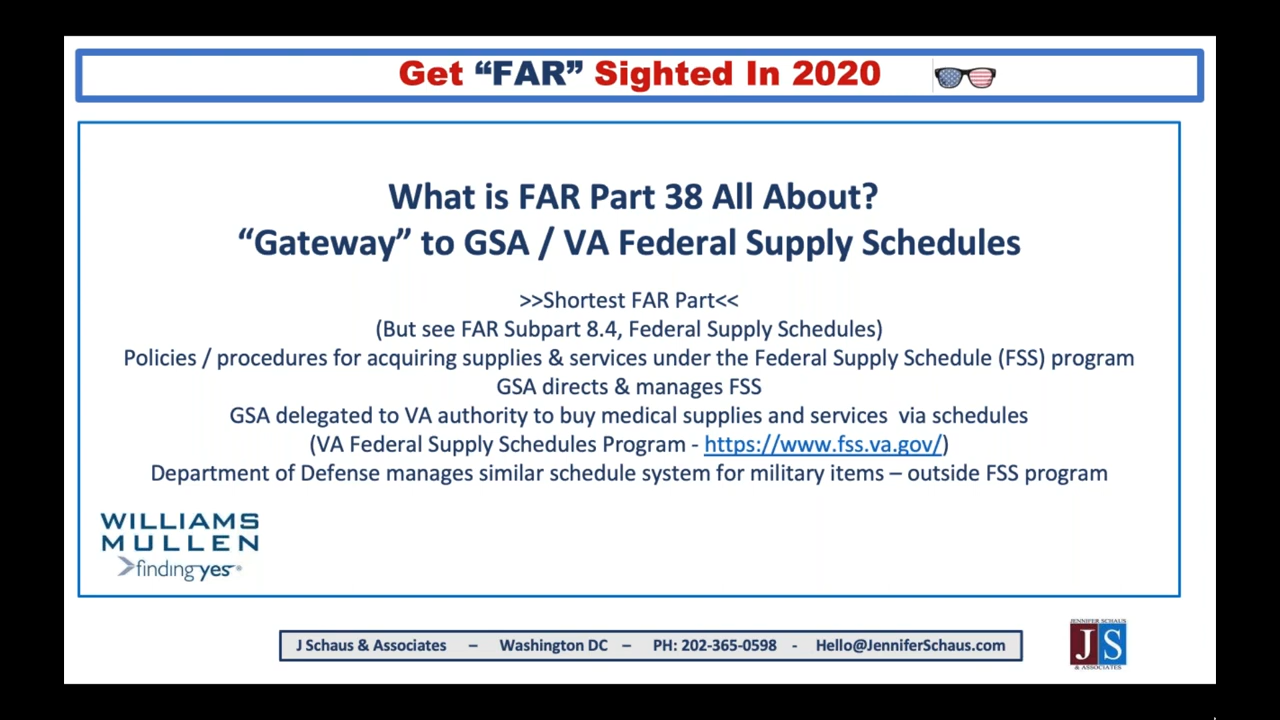 Get “FAR” Sighted In 2020
What is FAR Part 38 All About?
“Gateway” to GSA / VA Federal Supply Schedules
>>Shortest FAR Part<<
(But see FAR Subpart 8.4, Federal Supply Schedules)
Policies / procedures for acquiring supplies & services under the Federal Supply Schedule (FSS) program
GSA directs & manages FSS
GSA delegated to VA authority to buy medical supplies and services via schedules
(VA Federal Supply Schedules Program - https://www.fss.va.gov/)
Department of Defense manages similar schedule system for military items – outside FSS program
WILLIAMS
MULLEN
finding yes®
J Schaus & Associates – Washington DC – PH: 202-365-0598 - Hello@JenniferSchaus.com
JENNIFER SCHAUS
J S
& ASSOCIATES